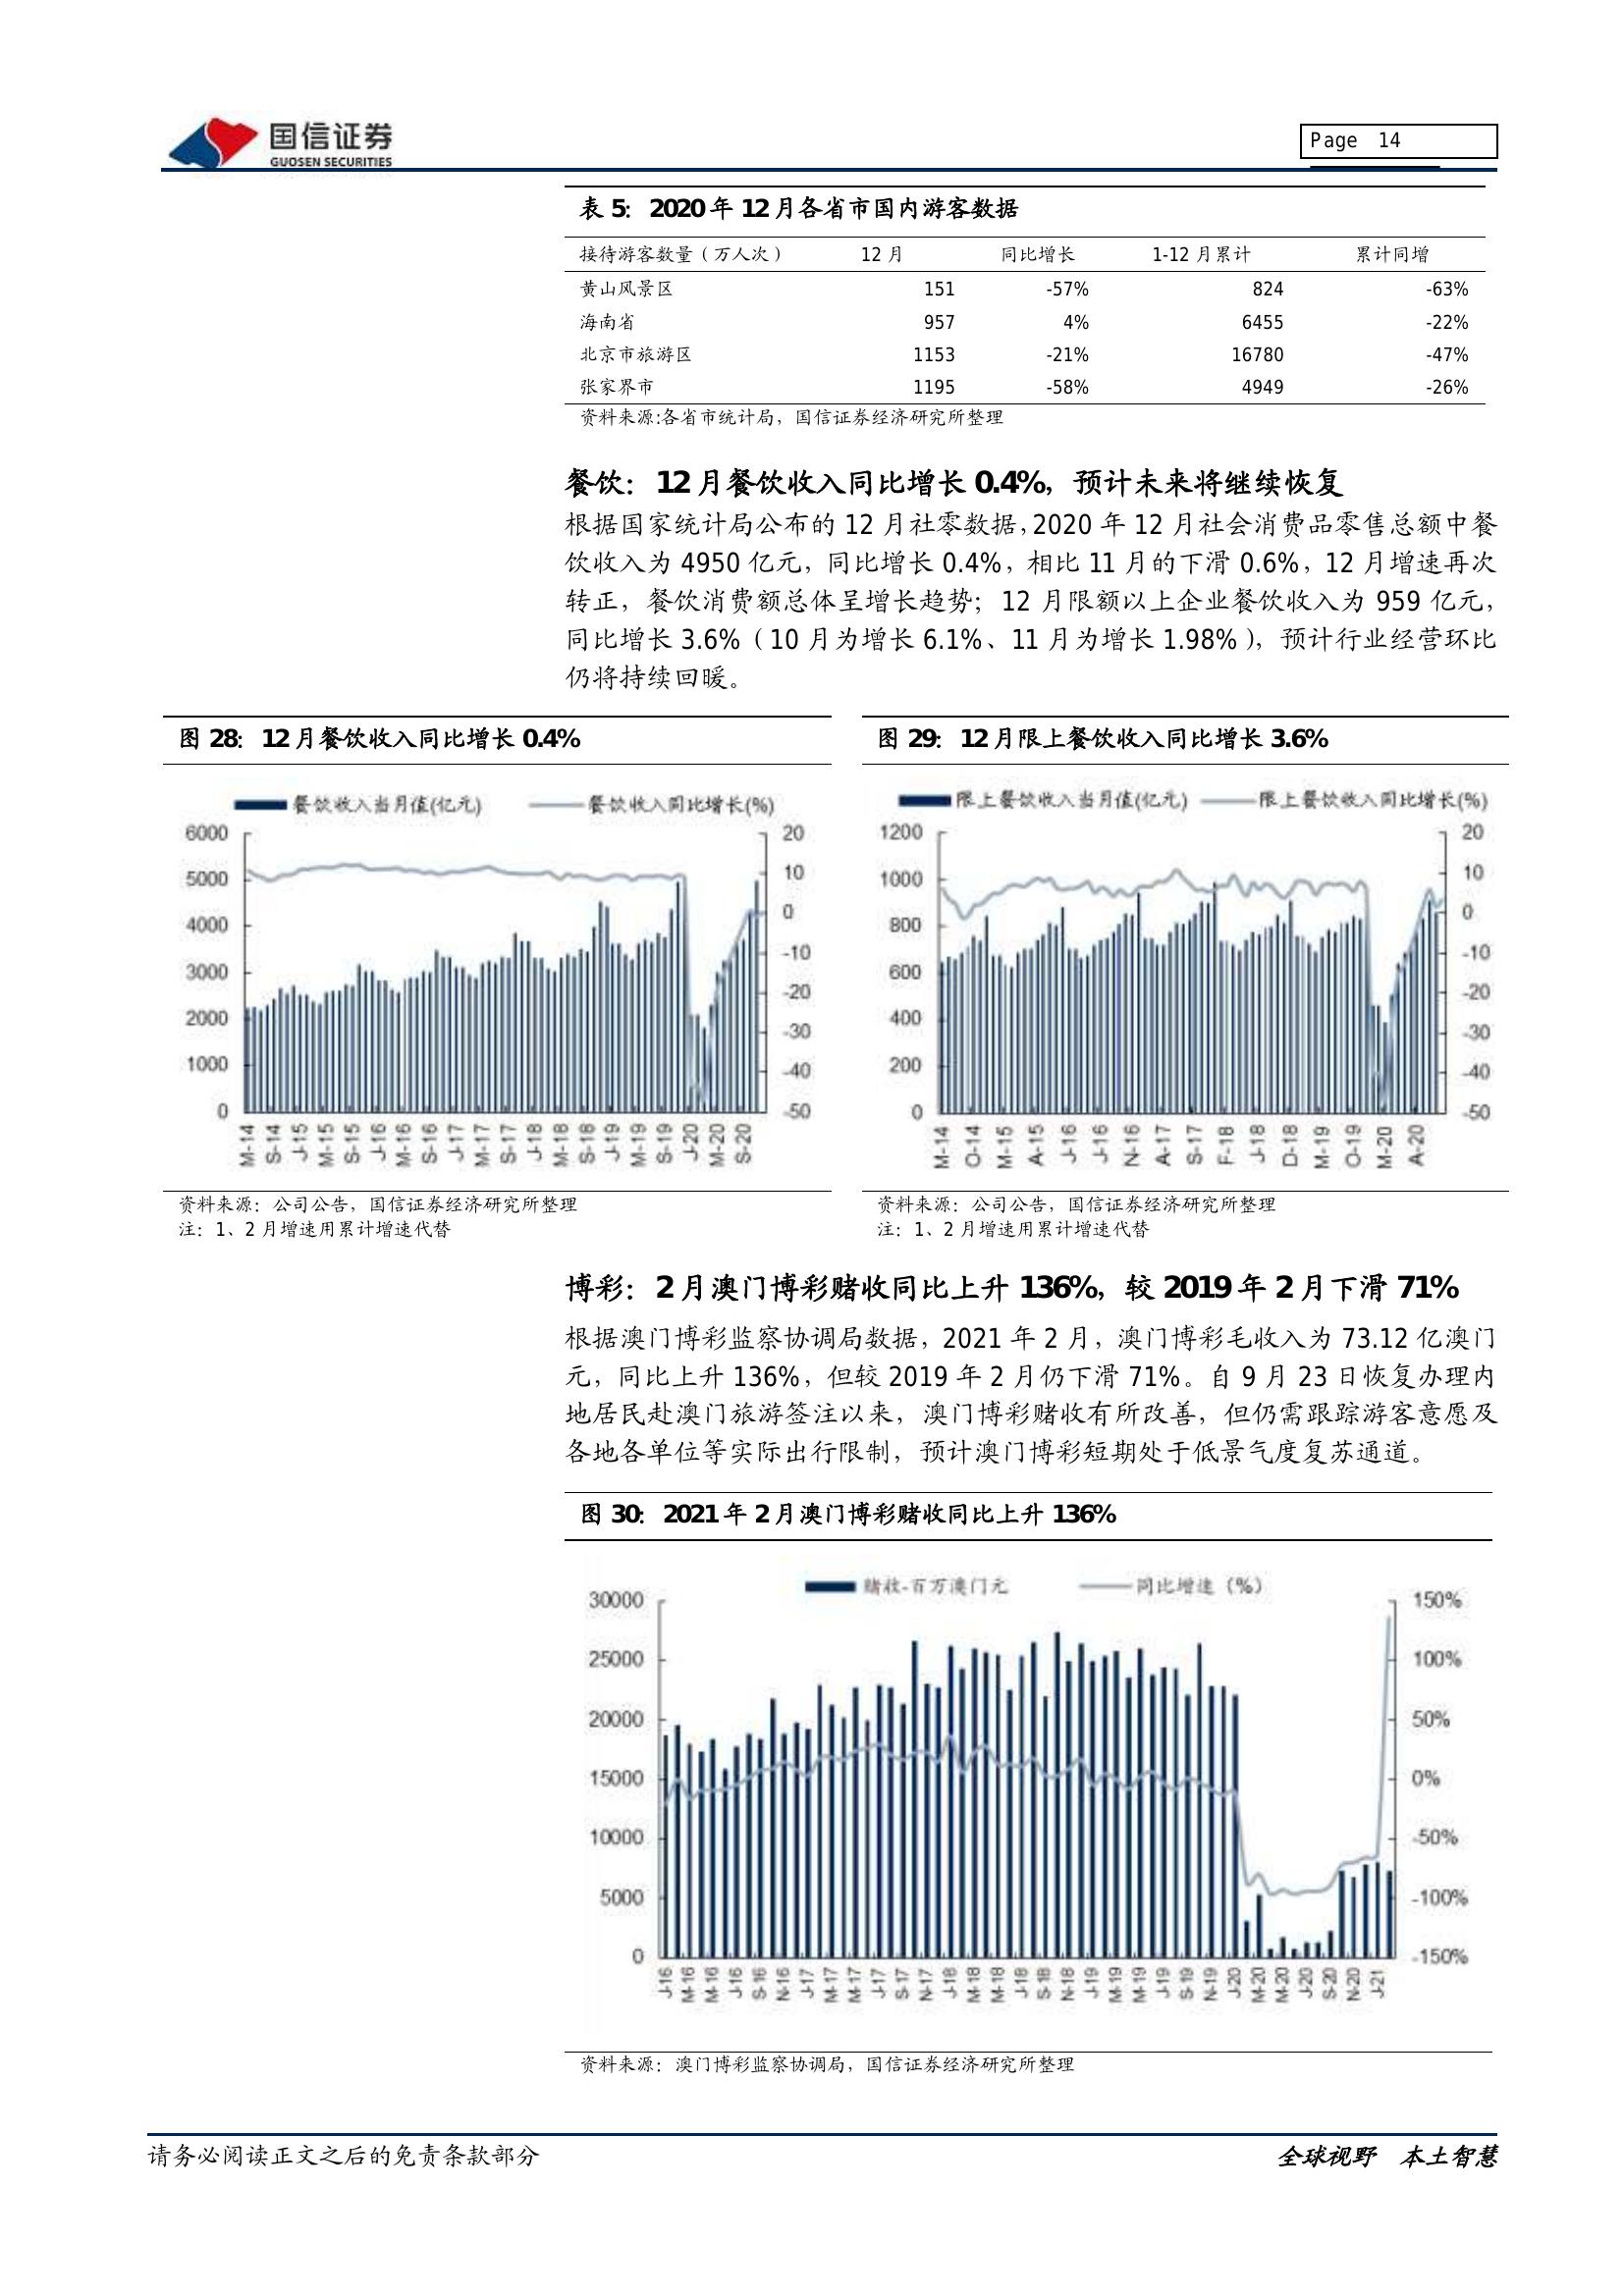 国信证券
GUOSEN SECURITIES
Page 14
表 5: 2020 年 12 月各省市国内游客数据
接待游客数量（万人次） 12 月 同比增长 1-12 月累计 累计同增
黄山风景区 151 -57% 824 -63%
海南省 957 4% 6455 -22%
北京市旅游区 1153 -21% 16780 -47%
张家界市 1195 -58% 4949 -26%
资料来源:各省市统计局，国信证券经济研究所整理
餐饮：12 月餐饮收入同比增长 0.4%，预计未来将继续恢复
根据国家统计局公布的 12 月社零数据，2020 年 12 月社会消费品零售总额中餐
饮收入为 4950 亿元，同比增长 0.4%，相比 11 月的下滑 0.6%，12 月增速再次
转正，餐饮消费额总体呈增长趋势；12 月限额以上企业餐饮收入为 959 亿元，
同比增长 3.6%（10 月为增长 6.1%、11 月为增长 1.98%），预计行业经营环比
仍将持续回暖。
图 28: 12 月餐饮收入同比增长 0.4%
餐饮收入当月值(亿元) 餐饮收入同比增长(%)
6000 20
5000 10
4000 0
3000 -10
-20
2000 -30
1000 -40
0 -50
M-14 S-14 J-15 M-15 S-15 J-16 M-16 S-16 J-17 M-17 S-17 J-18 M-18 S-18 J-19 M-19 S-19 J-20 M-20 S-20
资料来源：公司公告，国信证券经济研究所整理
注：1、2 月增速用累计增速代替
图 29: 12 月限上餐饮收入同比增长 3.6%
限上餐饮收入当月值(亿元) 限上餐饮收入同比增长(%)
1200 20
1000 10
800 0
600 -10
-20
400 -30
200 -40
0 -50
M-14 O-14 M-15 A-15 J-16 J-16 N-16 A-17 S-17 F-18 J-18 D-18 M-19 O-19 M-20 A-20
资料来源：公司公告，国信证券经济研究所整理
注：1、2 月增速用累计增速代替
博彩：2 月澳门博彩赌收同比上升 136%，较 2019 年 2 月下滑 71%
根据澳门博彩监察协调局数据，2021 年 2 月，澳门博彩毛收入为 73.12 亿澳门
元，同比上升 136%，但较 2019 年 2 月仍下滑 71%。自 9 月 23 日恢复办理内
地居民赴澳门旅游签注以来，澳门博彩赌收有所改善，但仍需跟踪游客意愿及
各地各单位等实际出行限制，预计澳门博彩短期处于低景气度复苏通道。
图 30: 2021 年 2 月澳门博彩赌收同比上升 136%
赌收-百万澳门元 同比增速（%）
30000 150%
25000 100%
20000 50%
15000 0%
10000 -50%
5000 -100%
0 -150%
J-16 M-16 M-16 J-16 S-16 N-16 J-17 M-17 M-17 J-17 S-17 N-17 J-18 M-18 M-18 J-18 S-18 N-18 J-19 M-19 M-19 J-19 S-19 N-19 J-20 M-20 M-20 J-20 S-20 N-20 J-21
资料来源：澳门博彩监察协调局，国信证券经济研究所整理
请务必阅读正文之后的免责条款部分
全球视野 本土智慧